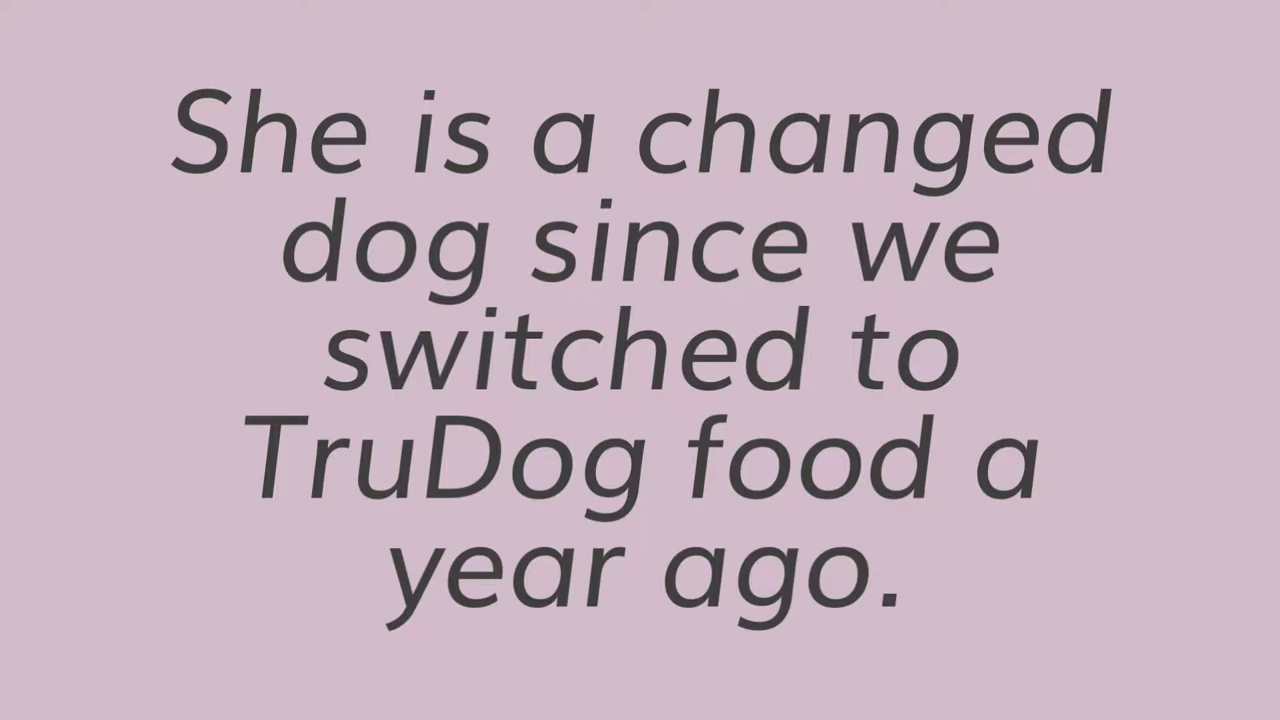 She is a changed
dog since we
switched to
TruDog food a
year ago.